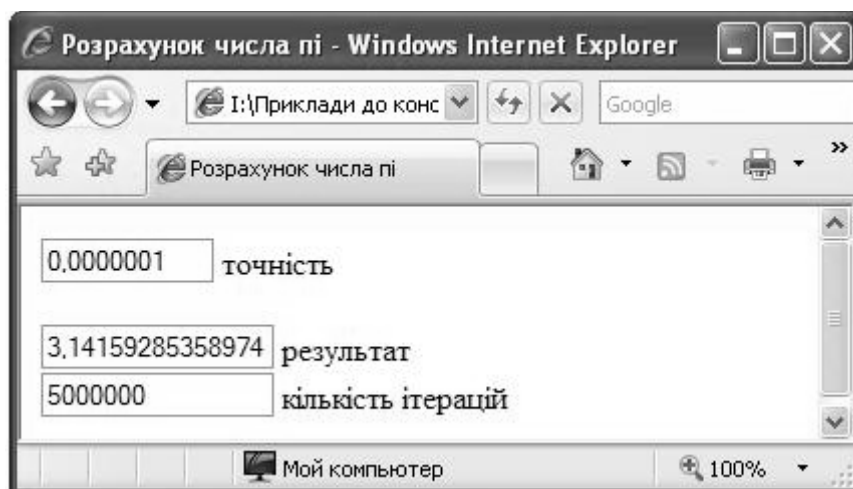 Розрахунок числа пі - Windows Internet Explorer
I:\Приклади до конс
Google
Розрахунок числа пі
»
0,0000001 точність
3,14159285358974 результат
5000000 кількість ітерацій
Мой компьютер
100%